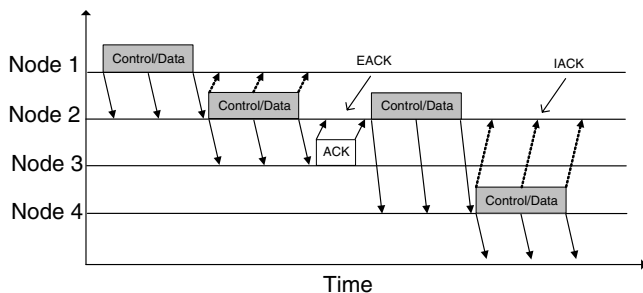 Node 1
Control/Data
EACK
IACK
Node 2
Control/Data
Control/Data
Node 3
ACK
Node 4
Control/Data
Time